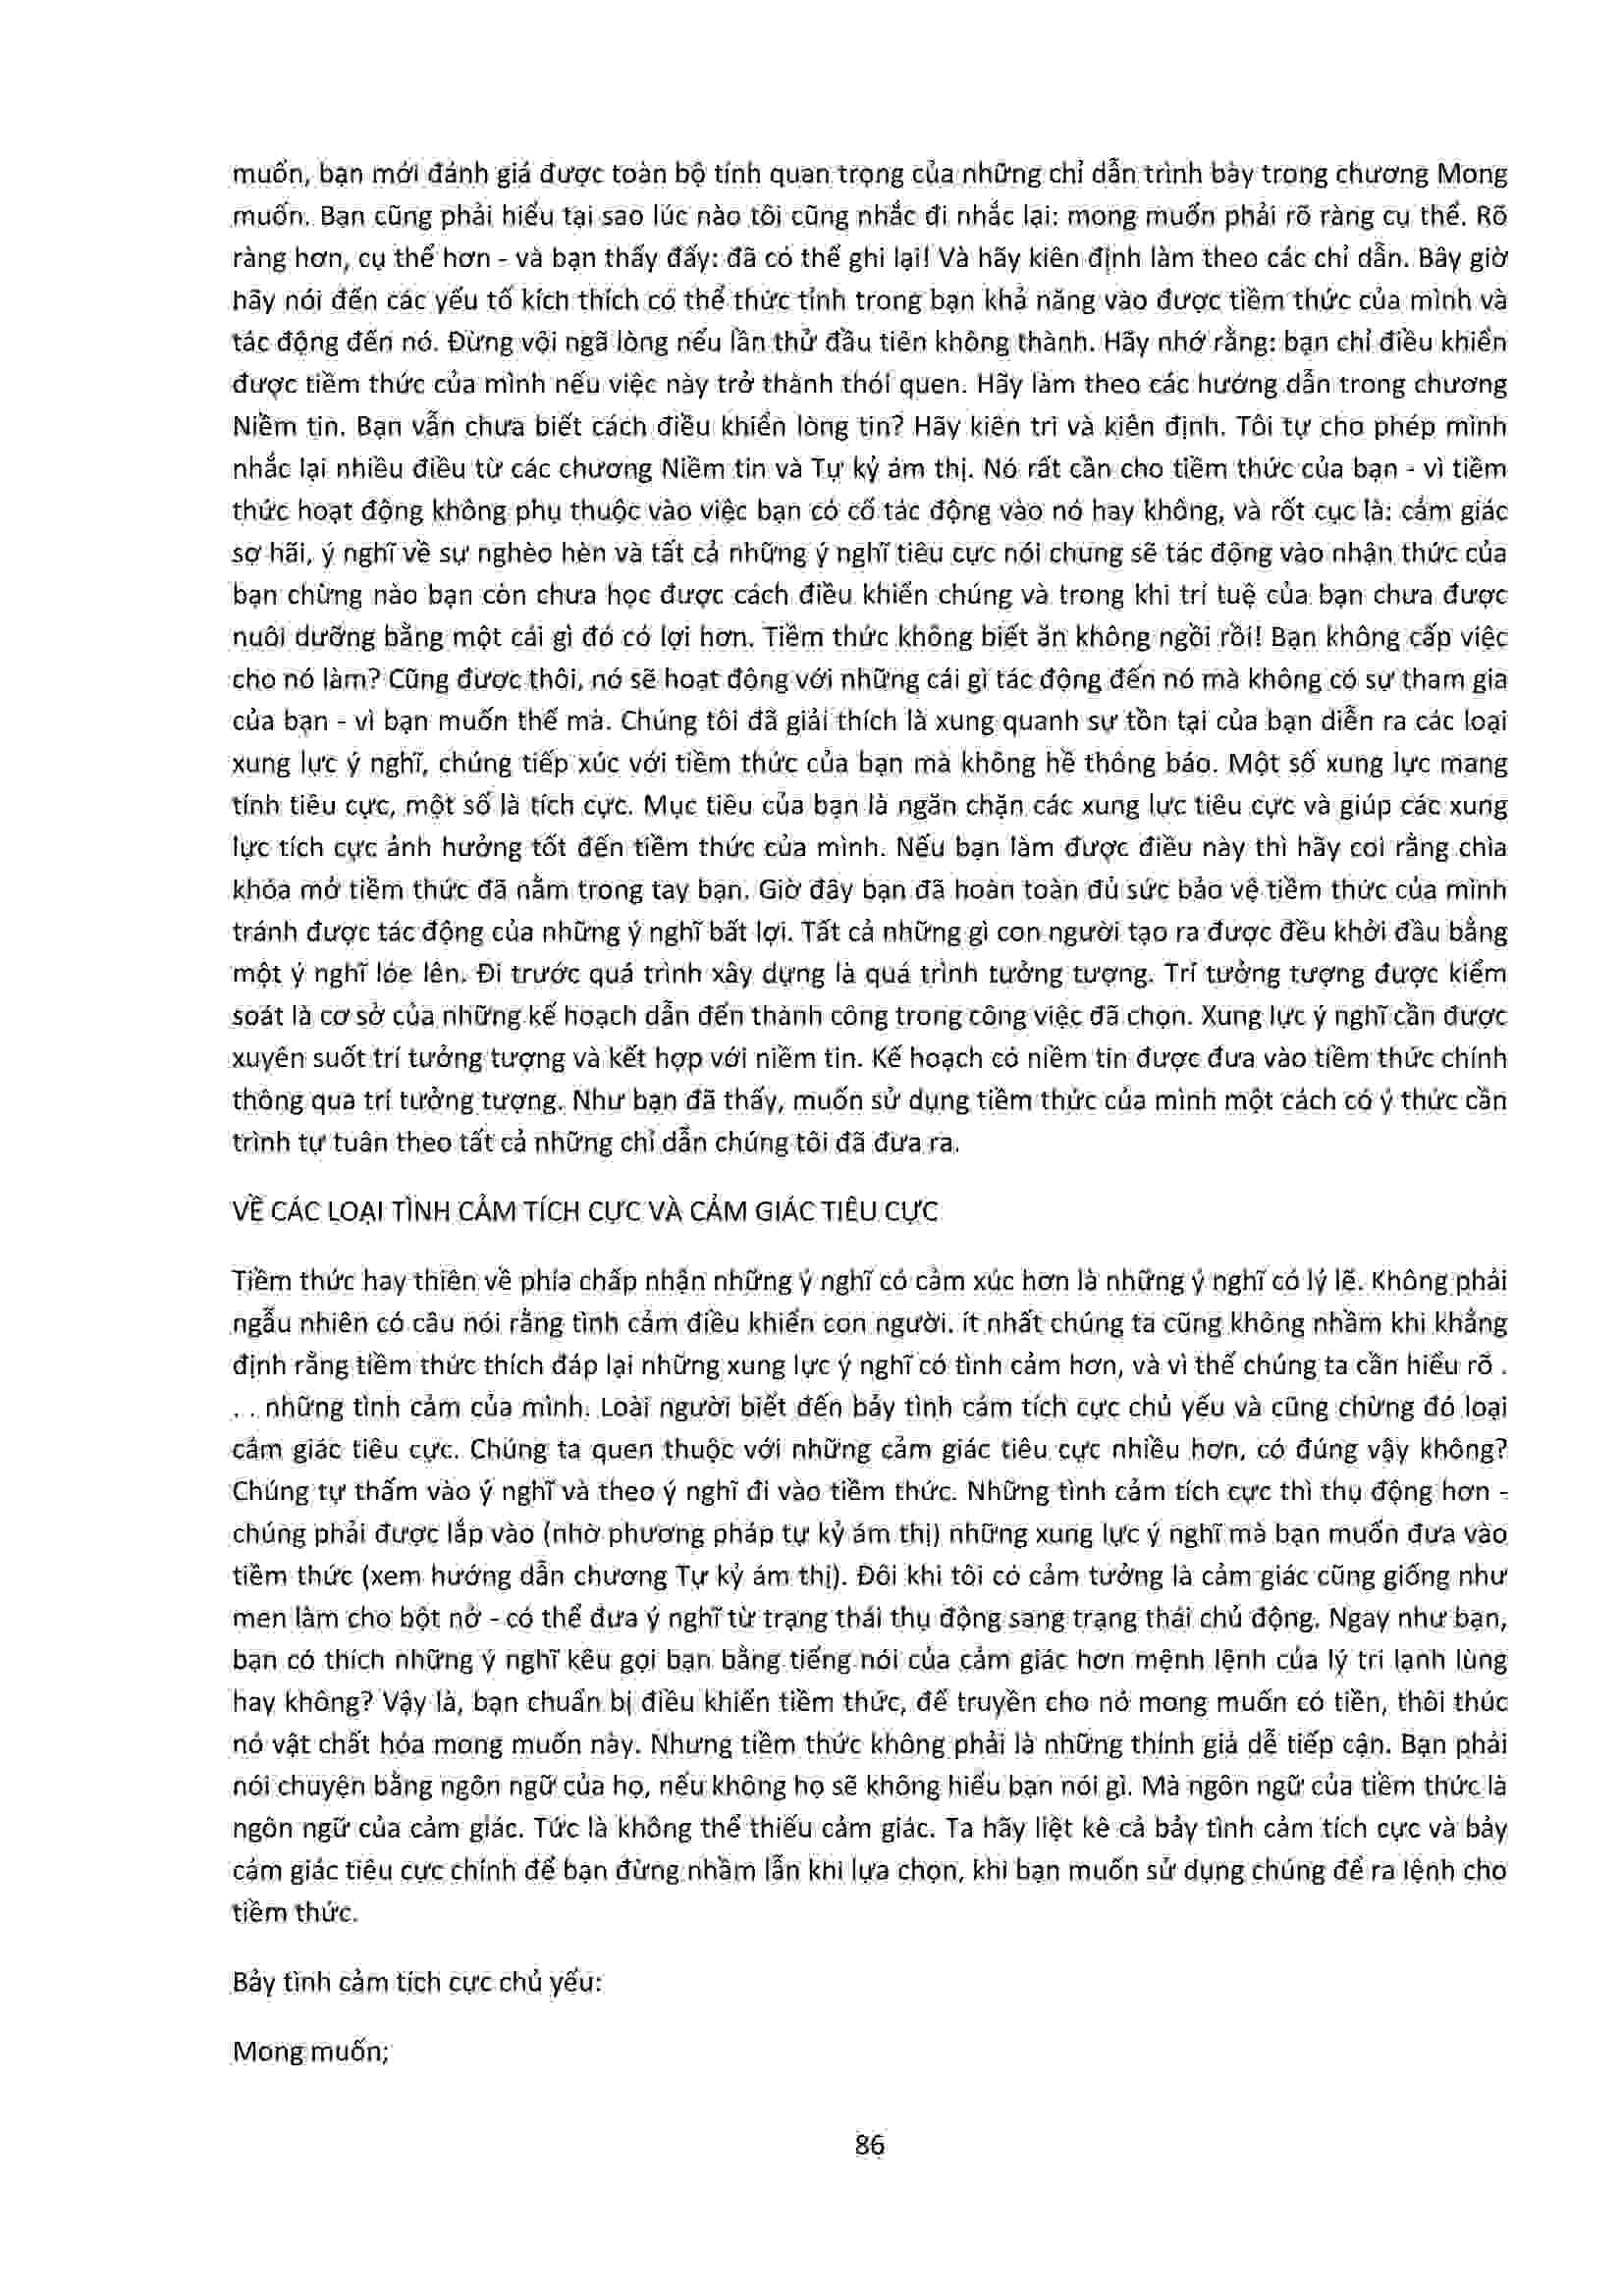 muốn, bạn mới đánh giá được toàn bộ tính quan trọng của những chỉ dẫn trình bày trong chương Mong
muốn. Bạn cũng phải hiểu tại sao lúc nào tôi cũng nhắc đi nhắc lại: mong muốn phải rõ ràng cụ thể. Rõ
ràng hơn, cụ thể hơn - và bạn thấy đấy: đã có thể ghi lại! Và hãy kiên định làm theo các chỉ dẫn. Bây giờ
hãy nói đến các yếu tố kích thích có thể thức tỉnh trong bạn khả năng vào được tiềm thức của mình và
tác động đến nó. Đừng vội ngã lòng nếu lần thử đầu tiên không thành. Hãy nhớ rằng: bạn chỉ điều khiển
được tiềm thức của mình nếu việc này trở thành thói quen. Hãy làm theo các hướng dẫn trong chương
Niềm tin. Bạn vẫn chưa biết cách điều khiển lòng tin? Hãy kiên trì và kiên định. Tôi tự cho phép mình
nhắc lại nhiều điều từ các chương Niềm tin và Tự kỷ ám thị. Nó rất cần cho tiềm thức của bạn - vì tiềm
thức hoạt động không phụ thuộc vào việc bạn có cố tác động vào nó hay không, và rốt cục là: cảm giác
sợ hãi, ý nghĩ về sự nghèo hèn và tất cả những ý nghĩ tiêu cực nói chung sẽ tác động vào nhận thức của
bạn chừng nào bạn còn chưa học được cách điều khiển chúng và trong khi trí tuệ của bạn chưa được
nuôi dưỡng bằng một cái gì đó có lợi hơn. Tiềm thức không biết ăn không ngồi rồi! Bạn không cấp việc
cho nó làm? Cũng được thôi, nó sẽ hoạt động với những cái gì tác động đến nó mà không có sự tham gia
của bạn - vì bạn muốn thế mà. Chúng tôi đã giải thích là xung quanh sự tồn tại của bạn diễn ra các loại
xung lực ý nghĩ, chúng tiếp xúc với tiềm thức của bạn mà không hề thông báo. Một số xung lực mang
tính tiêu cực, một số là tích cực. Mục tiêu của bạn là ngăn chặn các xung lực tiêu cực và giúp các xung
lực tích cực ảnh hưởng tốt đến tiềm thức của mình. Nếu bạn làm được điều này thì hãy coi rằng chìa
khóa mở tiềm thức đã nằm trong tay bạn. Giờ đây bạn đã hoàn toàn đủ sức bảo vệ tiềm thức của mình
tránh được tác động của những ý nghĩ bất lợi. Tất cả những gì con người tạo ra được đều khởi đầu bằng
một ý nghĩ lóe lên. Đi trước quá trình xây dựng là quá trình tưởng tượng. Trí tưởng tượng được kiểm
soát là cơ sở của những kế hoạch dẫn đến thành công trong công việc đã chọn. Xung lực ý nghĩ cần được
xuyên suốt trí tưởng tượng và kết hợp với niềm tin. Kế hoạch có niềm tin được đưa vào tiềm thức chính
thông qua trí tưởng tượng. Như bạn đã thấy, muốn sử dụng tiềm thức của mình một cách có ý thức cần
trình tự tuân theo tất cả những chỉ dẫn chúng tôi đã đưa ra.
VỀ CÁC LOẠI TÌNH CẢM TÍCH CỰC VÀ CẢM GIÁC TIÊU CỰC
Tiềm thức hay thiên về phía chấp nhận những ý nghĩ có cảm xúc hơn là những ý nghĩ có lý lẽ. Không phải
ngẫu nhiên có câu nói rằng tình cảm điều khiển con người. ít nhất chúng ta cũng không nhầm khi khẳng
định rằng tiềm thức thích đáp lại những xung lực ý nghĩ có tình cảm hơn, và vì thế chúng ta cần hiểu rõ .
. . những tình cảm của mình. Loài người biết đến bảy tình cảm tích cực chủ yếu và cũng chừng đó loại
cảm giác tiêu cực. Chúng ta quen thuộc với những cảm giác tiêu cực nhiều hơn, có đúng vậy không?
Chúng tự thấm vào ý nghĩ và theo ý nghĩ đi vào tiềm thức. Những tình cảm tích cực thì thụ động hơn -
chúng phải được lắp vào (nhờ phương pháp tự kỷ ám thị) những xung lực ý nghĩ mà bạn muốn đưa vào
tiềm thức (xem hướng dẫn chương Tự kỷ ám thị). Đôi khi tôi có cảm tưởng là cảm giác cũng giống như
men làm cho bột nở - có thể đưa ý nghĩ từ trạng thái thụ động sang trạng thái chủ động. Ngay như bạn,
bạn có thích những ý nghĩ kêu gọi bạn bằng tiếng nói của cảm giác hơn mệnh lệnh của lý trí lạnh lùng
hay không? Vậy là, bạn chuẩn bị điều khiển tiềm thức, để truyền cho nó mong muốn có tiền, thôi thúc
nó vật chất hóa mong muốn này. Nhưng tiềm thức không phải là những thính giả dễ tiếp cận. Bạn phải
nói chuyện bằng ngôn ngữ của họ, nếu không họ sẽ không hiểu bạn nói gì. Mà ngôn ngữ của tiềm thức là
ngôn ngữ của cảm giác. Tức là không thể thiếu cảm giác. Ta hãy liệt kê cả bảy tình cảm tích cực và bảy
cảm giác tiêu cực chính để bạn đừng nhầm lẫn khi lựa chọn, khi bạn muốn sử dụng chúng để ra lệnh cho
tiềm thức.
Bảy tình cảm tích cực chủ yếu:
Mong muốn;
86